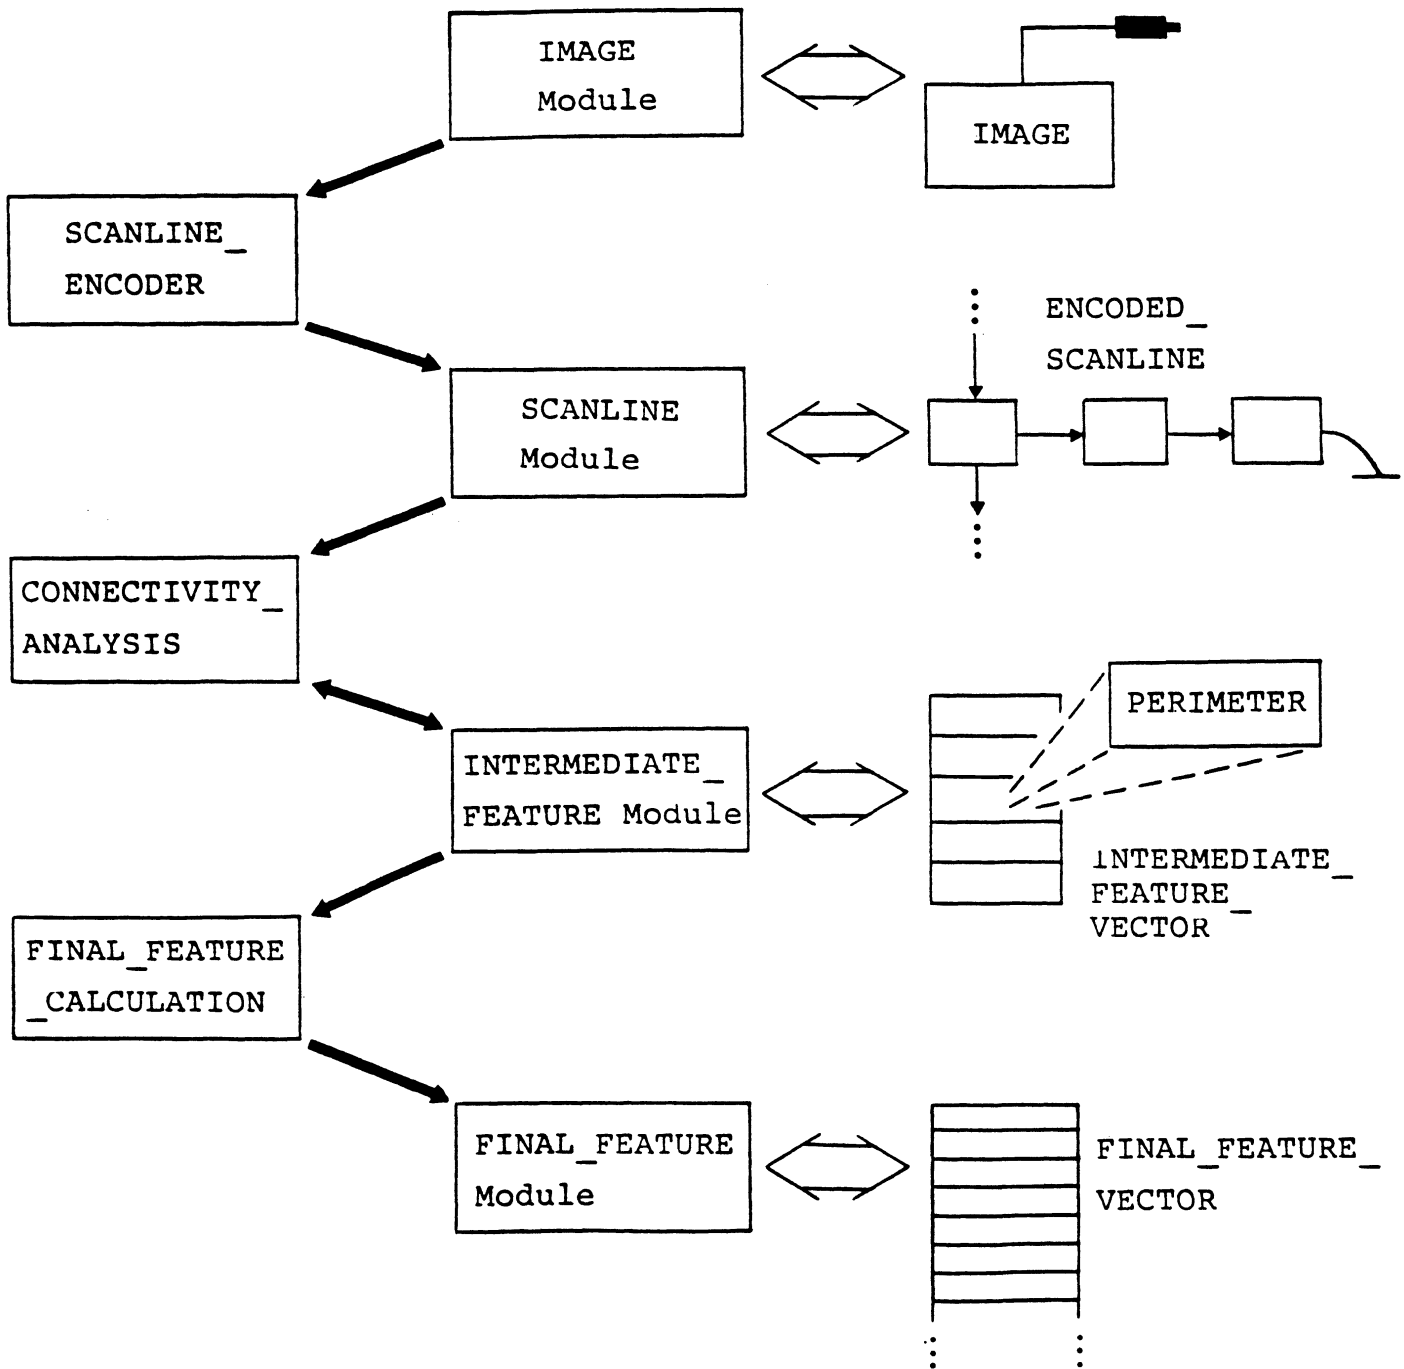 IMAGE
Module
IMAGE
SCANLINE_
ENCODER
ENCODED_
SCANLINE
SCANLINE
Module
CONNECTIVITY_
ANALYSIS
PERIMETER
INTERMEDIATE_
FEATURE Module
INTERMEDIATE_
FEATURE_
VECTOR
FINAL_FEATURE
_CALCULATION
FINAL_FEATURE
Module
FINAL_FEATURE_
VECTOR